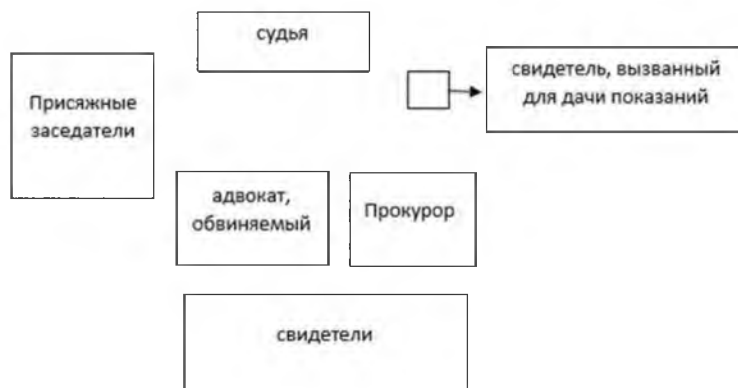 судья
свидетель, вызванный
для дачи показаний
Присяжные
заседатели
адвокат,
обвиняемый
Прокурор
свидетели